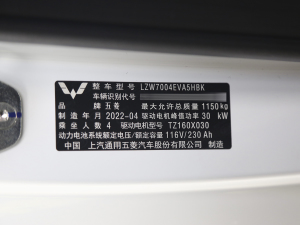 整车型号 LZW7004EVA5HBK
车辆识别代号
品牌 五菱 最大允许总质量 1150kg
制造年月 2022-04 驱动电机峰值功率 30 kW
乘坐人数 4 驱动电机型号 TZ160X030
动力电池系统额定电压/额定容量 116V/230 Ah
中国 上汽通用五菱汽车股份有限公司 制造